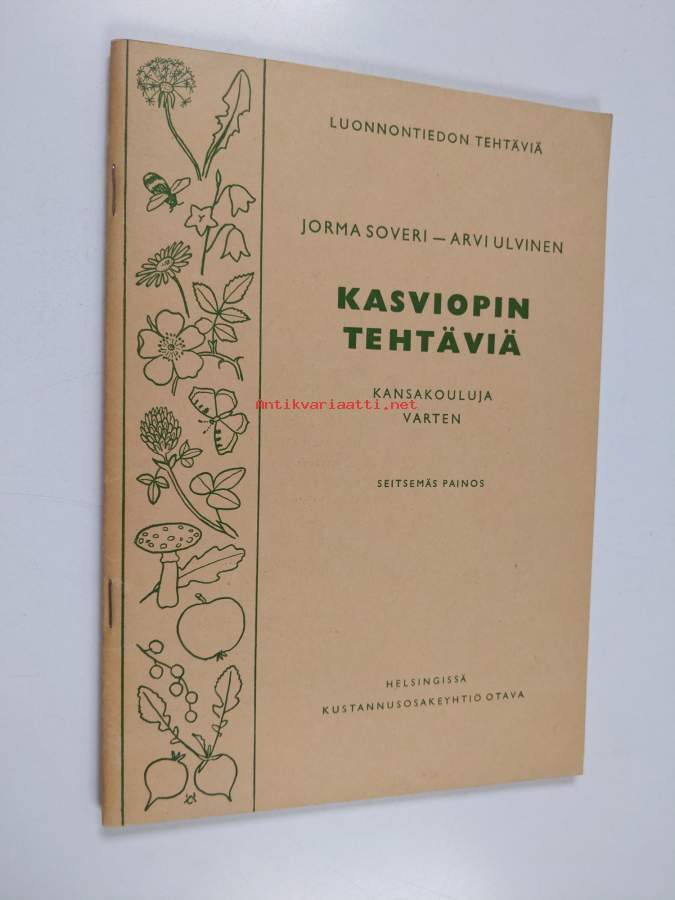 LUONNONTIEDON TEHTÄVIÄ
JORMA SOVERI — ARVI ULVINEN
KASVIOPIN
TEHTÄVIÄ
KANSAKOULUJA
Antikvariaatti.net
VARTEN
SEITSEMÄS PAINOS
HELSINGISSÄ
KUSTANNUSOSAKEYHTIÖ OTAVA